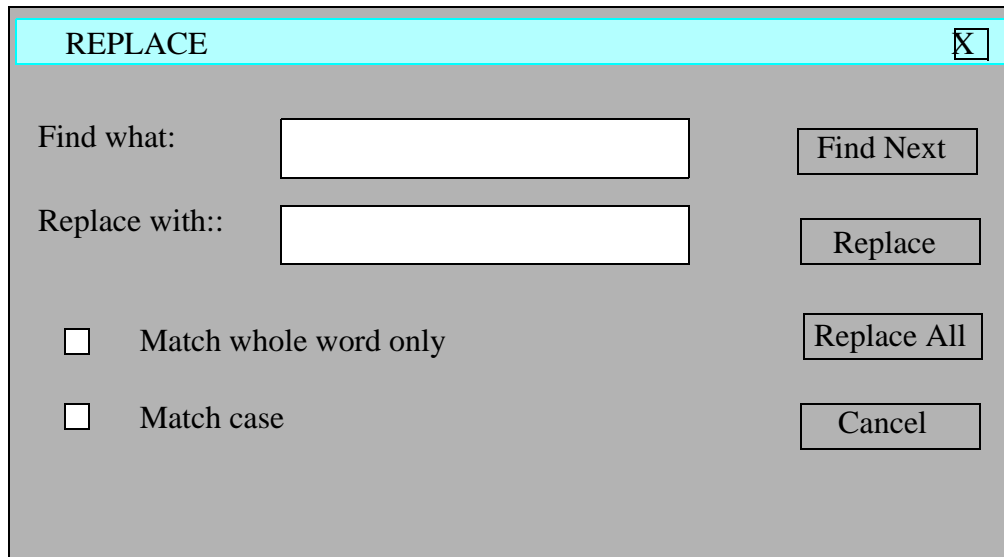 REPLACE X
Find what:
Find Next
Replace with::
Replace
Match whole word only
Replace All
Match case
Cancel